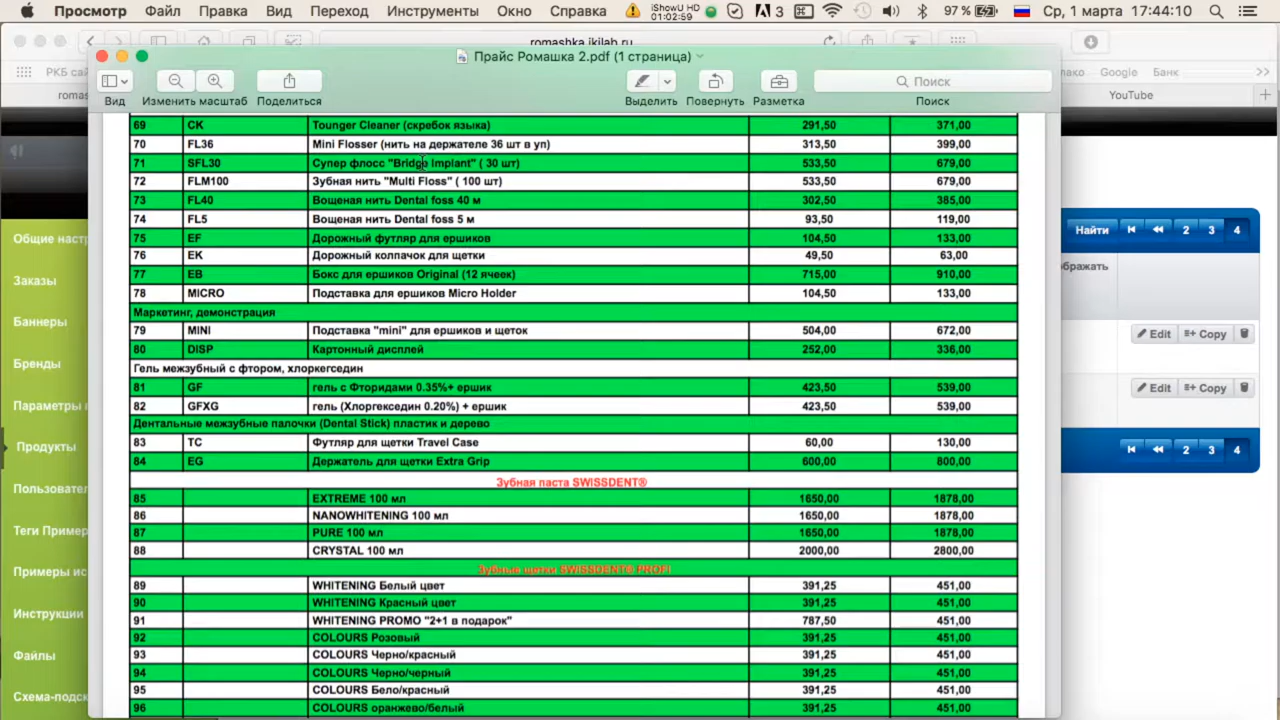 Просмотр Файл Правка Вид Переход Инструменты Окно Справка iShowU HD 01:02:59 3 97 % Ср, 1 марта 17:44:10
romashka.ikilab.ru
Прайс Ромашка 2.pdf (1 страница)
Поиск
Вид Изменить масштаб Поделиться Выделить Повернуть Разметка Поиск
РКБ Google Банк
YouTube
69 CK Tounger Cleaner (скребок языка) 291,50 371,00
70 FL36 Mini Flosser (нить на держателе 36 шт в уп) 313,50 399,00
71 SFL30 Супер флосс "Bridge Implant" ( 30 шт) 533,50 679,00
72 FLM100 Зубная нить "Multi Floss" ( 100 шт) 533,50 679,00
73 FL40 Вощеная нить Dental foss 40 м 302,50 385,00
74 FL5 Вощеная нить Dental foss 5 м 93,50 119,00
75 EF Дорожный футляр для ершиков 104,50 133,00
76 EK Дорожный колпачок для щетки 49,50 63,00
77 EB Бокс для ершиков Original (12 ячеек) 715,00 910,00
78 MICRO Подставка для ершиков Micro Holder 104,50 133,00
Маркетинг, демонстрация
79 MINI Подставка "mini" для ершиков и щеток 504,00 672,00
80 DISP Картонный дисплей 252,00 336,00
Гель межзубный с фтором, хлоркегседин
81 GF гель с Фторидами 0.35%+ ершик 423,50 539,00
82 GFXG гель (Хлоргекседин 0.20%) + ершик 423,50 539,00
Дентальные межзубные палочки (Dental Stick) пластик и дерево
83 TC Футляр для щетки Travel Case 60,00 130,00
84 EG Держатель для щетки Extra Grip 600,00 800,00
Зубная паста SWISSDENT®
85 EXTREME 100 мл 1650,00 1878,00
86 NANOWHITENING 100 мл 1650,00 1878,00
87 PURE 100 мл 1650,00 1878,00
88 CRYSTAL 100 мл 2000,00 2800,00
Зубные щетки SWISSDENT® PROFI
89 WHITENING Белый цвет 391,25 451,00
90 WHITENING Красный цвет 391,25 451,00
91 WHITENING PROMO "2+1 в подарок" 787,50 451,00
92 COLOURS Розовый 391,25 451,00
93 COLOURS Черно/красный 391,25 451,00
94 COLOURS Черно/черный 391,25 451,00
95 COLOURS Бело/красный 391,25 451,00
96 COLOURS оранжево/белый 391,25 451,00
Общие
Заказы
Баннеры
Бренды
Параметры
Продукты
Теги
Примеры
Инструкции
Файлы
Найти 2 3 4
Edit Copy
Edit Copy
2 3 4